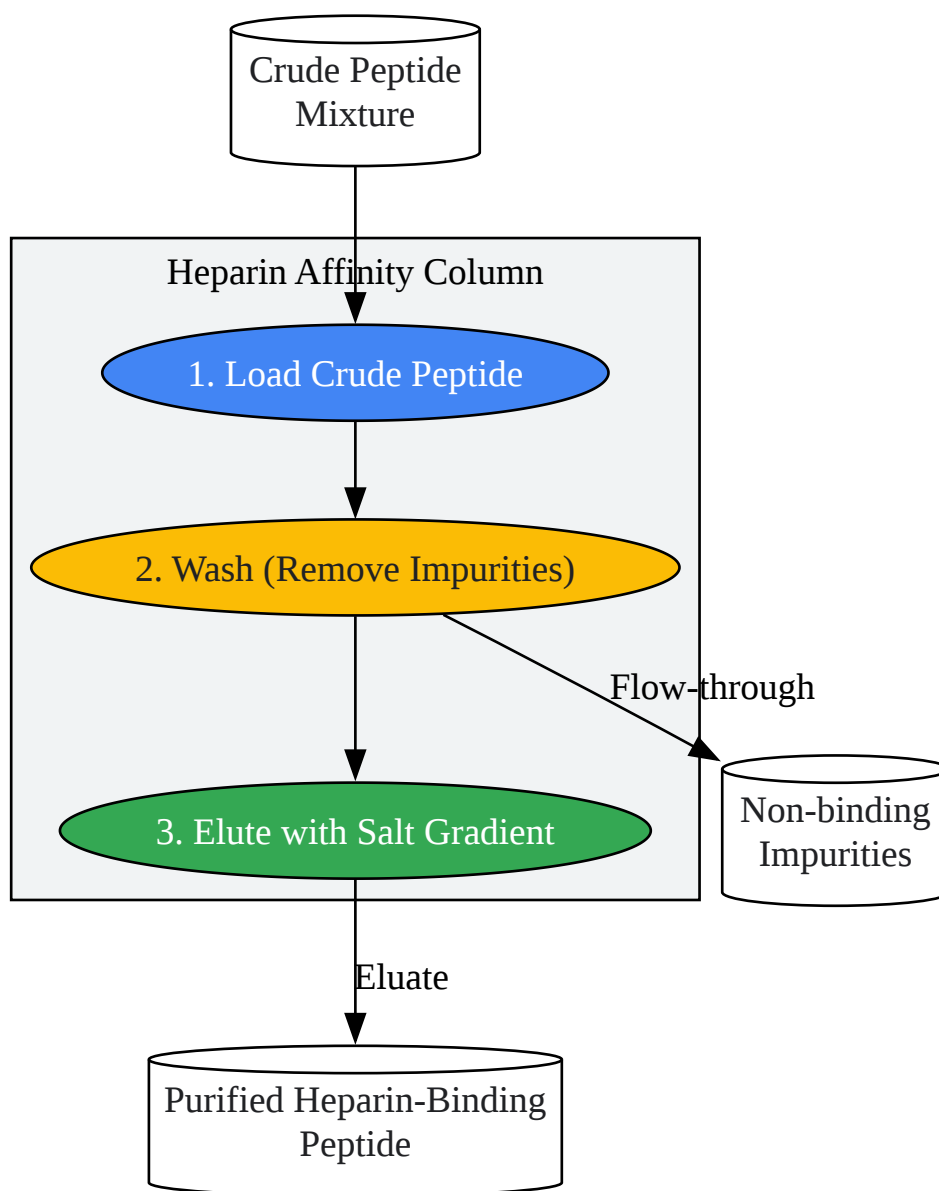 Crude Peptide
Mixture
Heparin Affinity Column
1. Load Crude Peptide
2. Wash (Remove Impurities)
Flow-through
Non-binding
Impurities
3. Elute with Salt Gradient
Eluate
Purified Heparin-Binding
Peptide